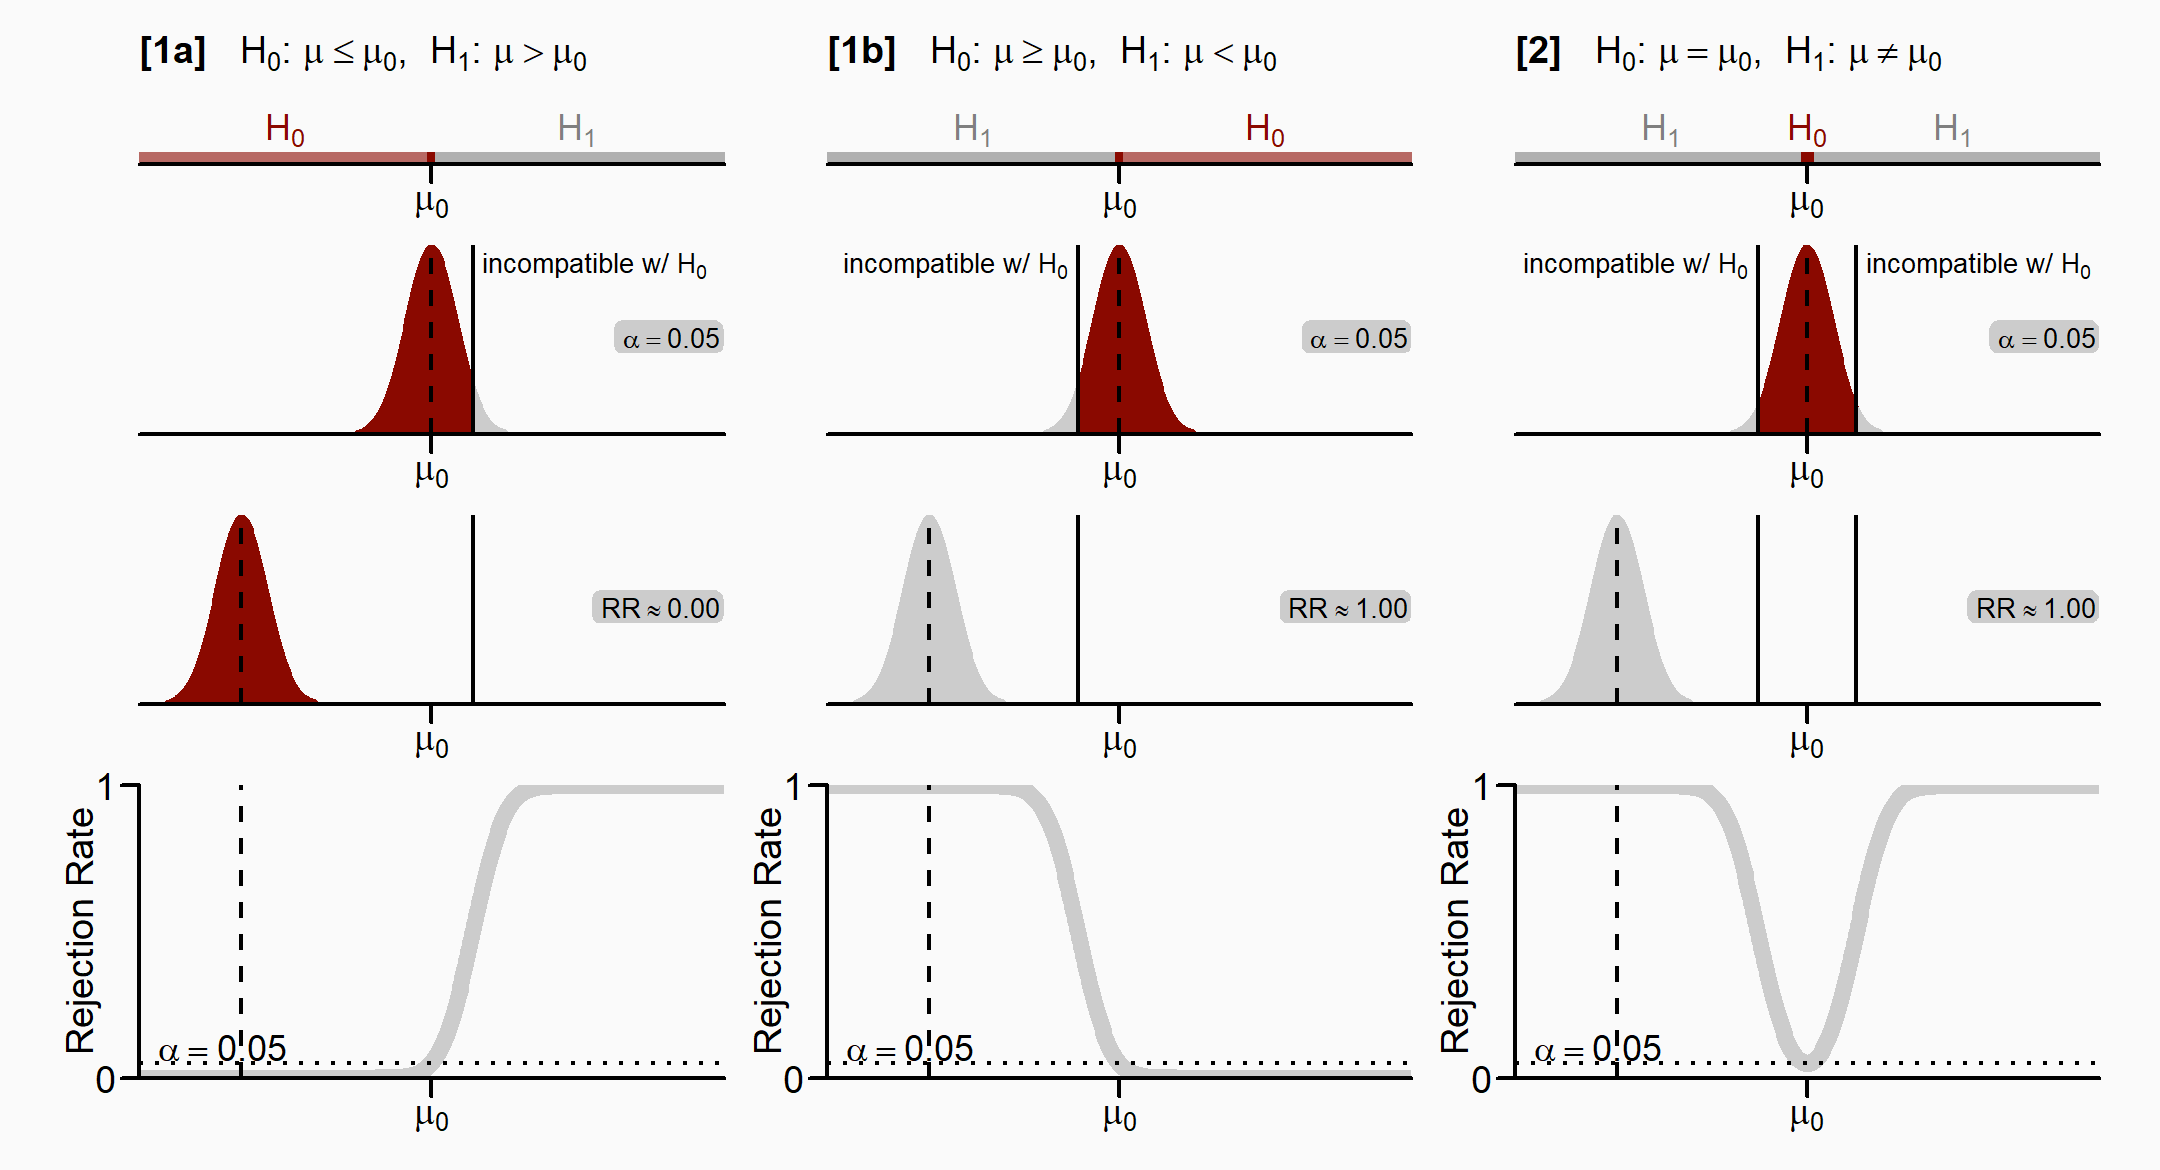 [1a] H₀: μ ≤ μ₀, H₁: μ > μ₀
H₀ H₁
μ₀
incompatible w/ H₀
α = 0.05
μ₀
RR ≈ 0.00
μ₀
1
Rejection Rate
α = 0.05
0
μ₀
[1b] H₀: μ ≥ μ₀, H₁: μ < μ₀
H₁ H₀
μ₀
incompatible w/ H₀
α = 0.05
μ₀
RR ≈ 1.00
μ₀
1
Rejection Rate
α = 0.05
0
μ₀
[2] H₀: μ = μ₀, H₁: μ ≠ μ₀
H₁ H₀ H₁
μ₀
incompatible w/ H₀ incompatible w/ H₀
α = 0.05
μ₀
RR ≈ 1.00
μ₀
1
Rejection Rate
α = 0.05
0
μ₀